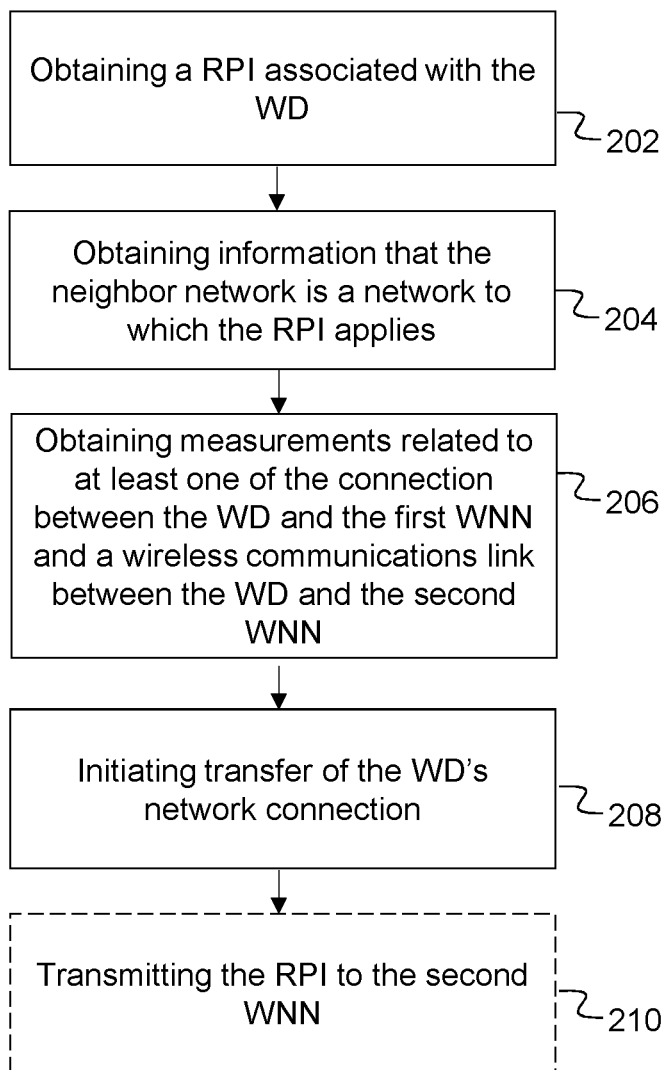 Obtaining a RPI associated with the
WD
202
Obtaining information that the
neighbor network is a network to
which the RPI applies
204
Obtaining measurements related to
at least one of the connection
between the WD and the first WNN
and a wireless communications link
between the WD and the second
WNN
206
Initiating transfer of the WD's
network connection
208
Transmitting the RPI to the second
WNN
210